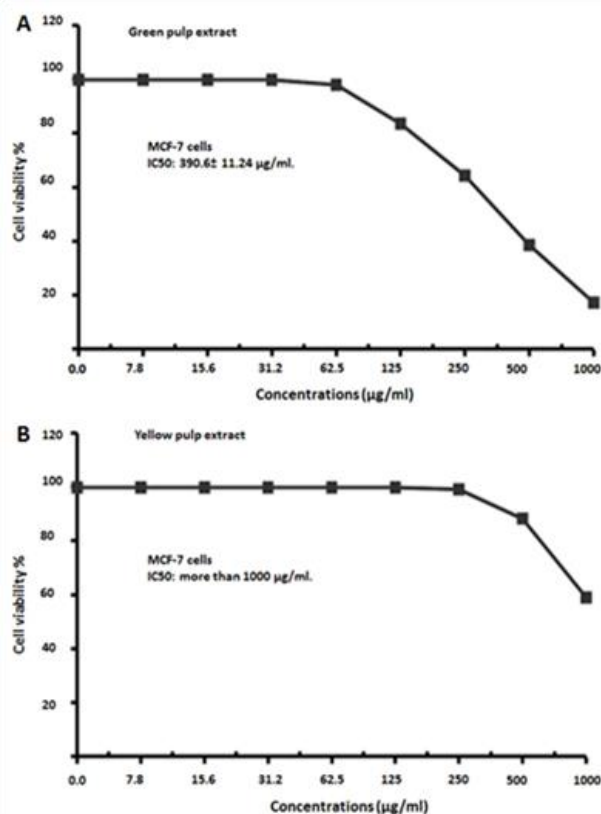 A
Green pulp extract
120
100
80
60
40
20
Cell viability %
MCF-7 cells
IC50: 390.6± 11.24 µg/ml.
0.0 7.8 15.6 31.2 62.5 125 250 500 1000
Concentrations (µg/ml)
B
Yellow pulp extract
120
100
80
60
40
20
Cell viability %
MCF-7 cells
IC50: more than 1000 µg/ml.
0.0 7.8 15.6 31.2 62.5 125 250 500 1000
Concentrations (µg/ml)